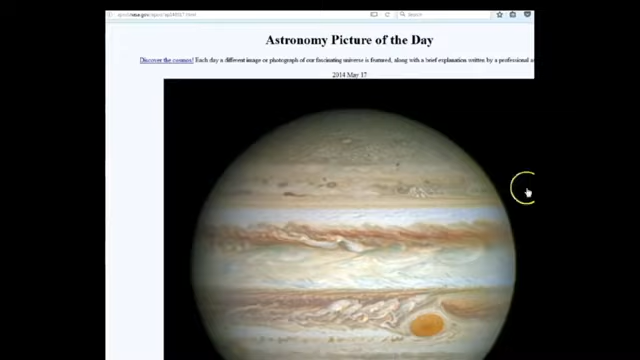 Search
Astronomy Picture of the Day
Discover the cosmos! Each day a different image or photograph of our fascinating universe is featured, along with a brief explanation written by a professional
2014 May 17